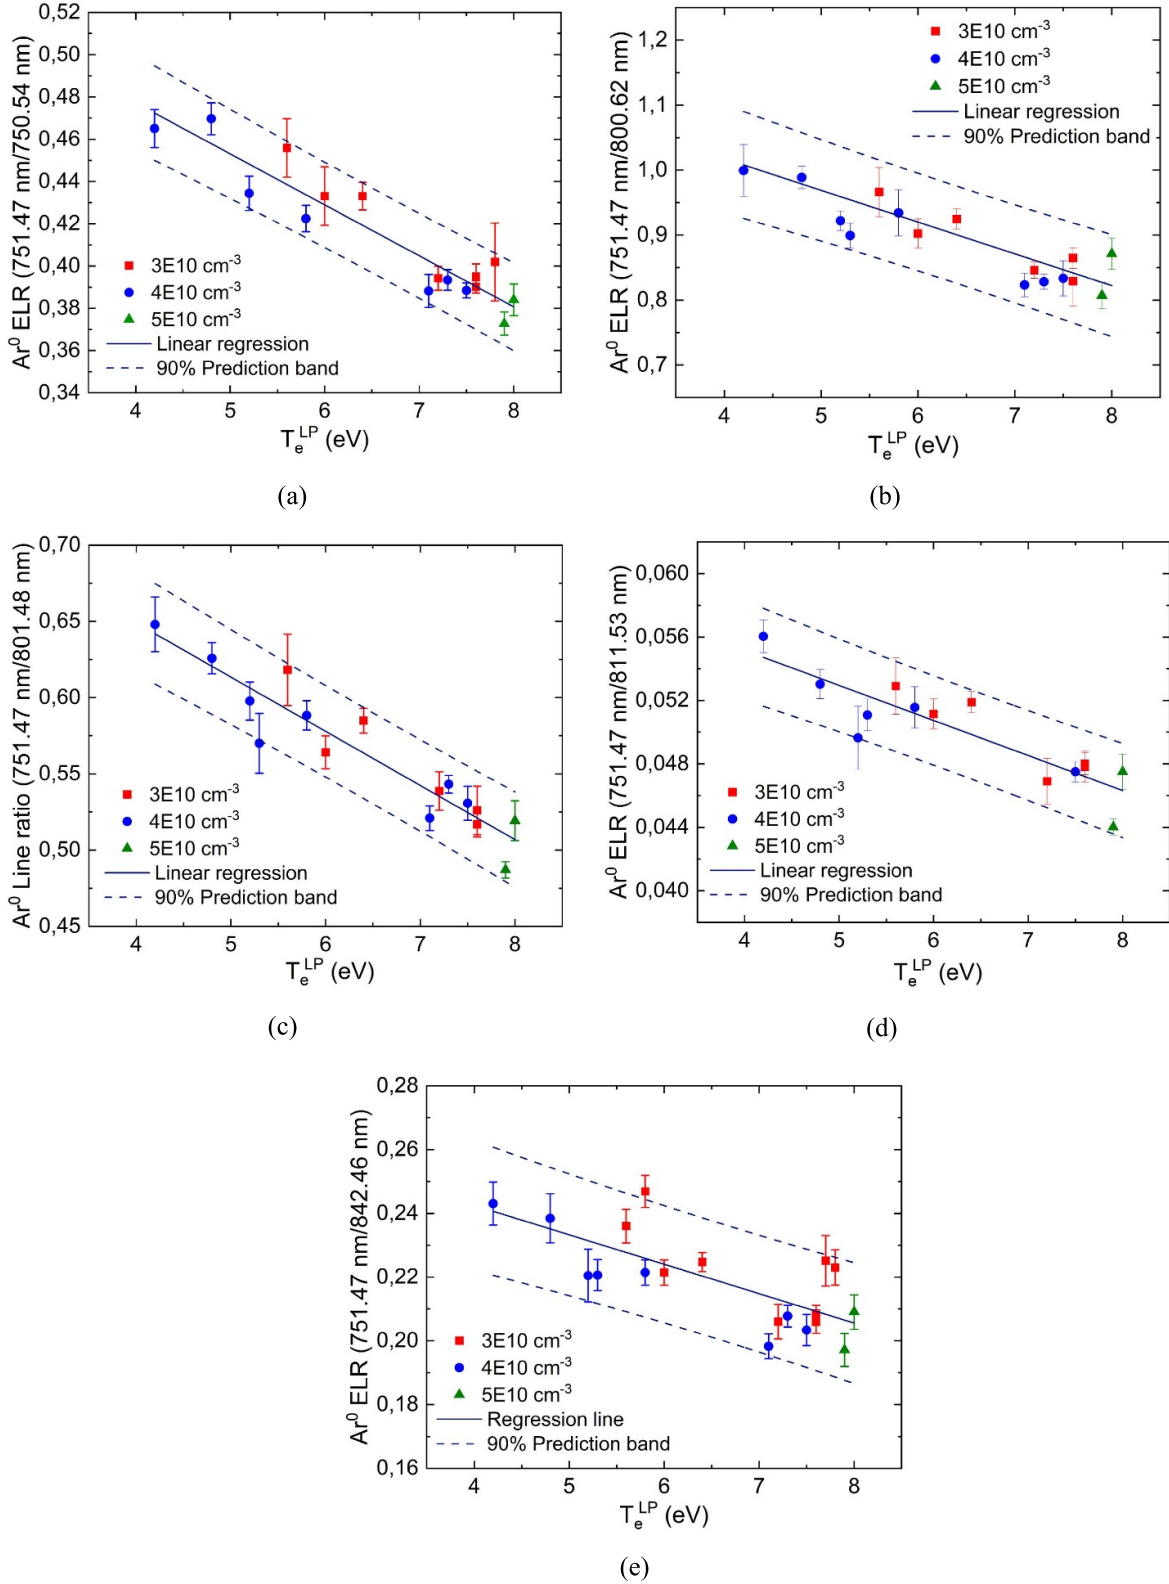 0,52
0,50
0,48
0,46
0,44
0,42
0,40
0,38
0,36
0,34
Ar⁰ ELR (751.47 nm/750.54 nm)
3E10 cm⁻³
4E10 cm⁻³
5E10 cm⁻³
Linear regression
90% Prediction band
4 5 6 7 8
Tₑᴸᴾ (eV)
(a)
1,2
1,1
1,0
0,9
0,8
0,7
Ar⁰ ELR (751.47 nm/800.62 nm)
3E10 cm⁻³
4E10 cm⁻³
5E10 cm⁻³
Linear regression
90% Prediction band
4 5 6 7 8
Tₑᴸᴾ (eV)
(b)
0,70
0,65
0,60
0,55
0,50
0,45
Ar⁰ Line ratio (751.47 nm/801.48 nm)
3E10 cm⁻³
4E10 cm⁻³
5E10 cm⁻³
Linear regression
90% Prediction band
4 5 6 7 8
Tₑᴸᴾ (eV)
(c)
0,060
0,056
0,052
0,048
0,044
0,040
Ar⁰ ELR (751.47 nm/811.53 nm)
3E10 cm⁻³
4E10 cm⁻³
5E10 cm⁻³
Linear regression
90% Prediction band
4 5 6 7 8
Tₑᴸᴾ (eV)
(d)
0,28
0,26
0,24
0,22
0,20
0,18
0,16
Ar⁰ ELR (751.47 nm/842.46 nm)
3E10 cm⁻³
4E10 cm⁻³
5E10 cm⁻³
Regression line
90% Prediction band
4 5 6 7 8
Tₑᴸᴾ (eV)
(e)